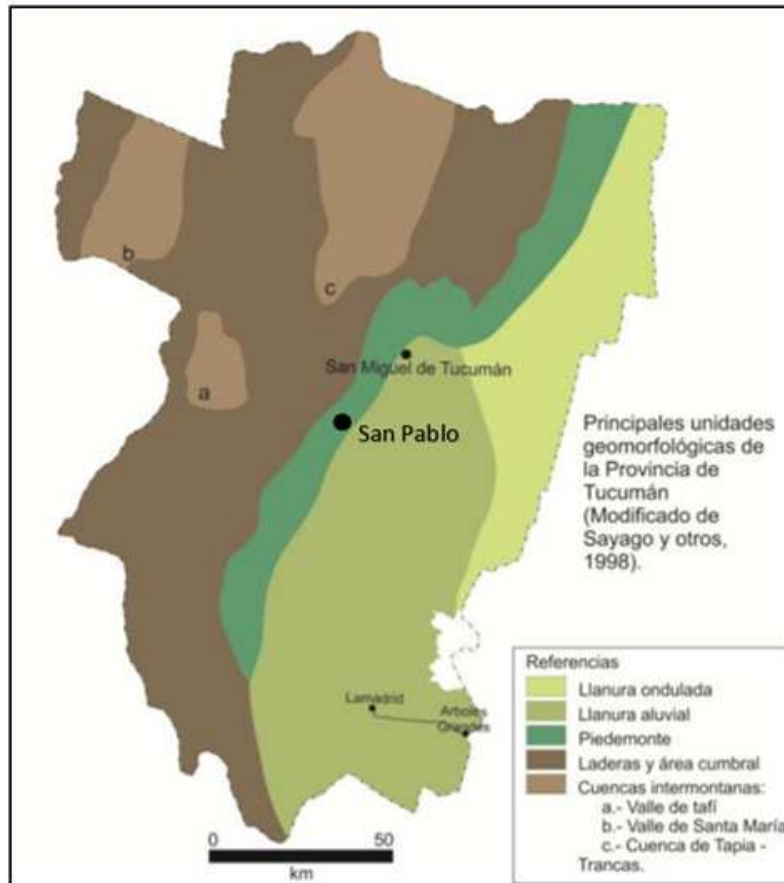 b
c
San Miguel de Tucumán
a
San Pablo
Principales unidades
geomorfológicas de
la Provincia de
Tucumán
(Modificado de
Sayago y otros,
1998).
Lamadrid
Arboles
Grandes
Referencias
Llanura ondulada
Llanura aluvial
Piedemonte
Laderas y área cumbral
Cuencas intermontanas:
a.- Valle de tafí
b.- Valle de Santa María
c.- Cuenca de Tapia -
Trancas.
0 50
km